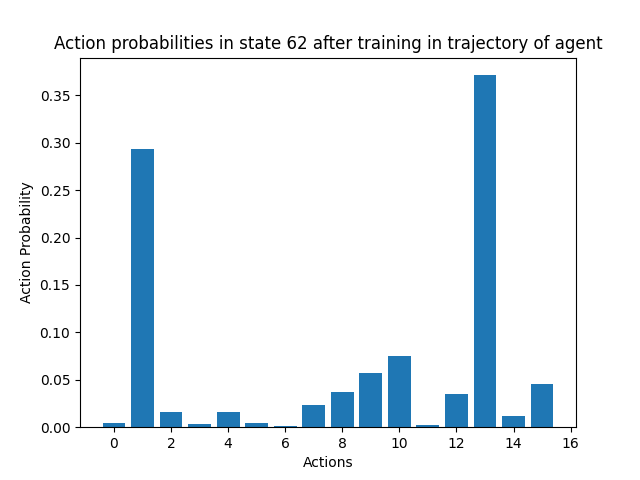 Action probabilities in state 62 after training in trajectory of agent
0.35
0.30
0.25
0.20
0.15
0.10
0.05
0.00
Action Probability
0 2 4 6 8 10 12 14 16
Actions